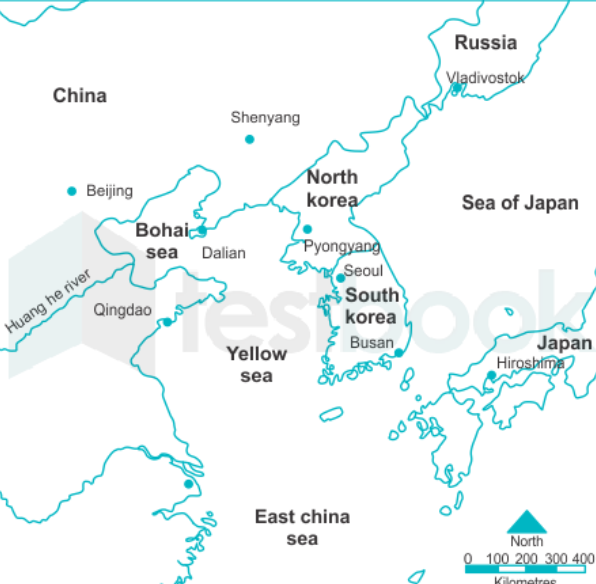 Russia
Vladivostok
China
Shenyang
Beijing
North
korea
Sea of Japan
Bohai
sea
Dalian
Pyongyang
Seoul
Huang he river
Qingdao
South
korea
testbook
Busan
Japan
Yellow
sea
Hiroshima
East china
sea
North
0 100 200 300 400
Kilometres